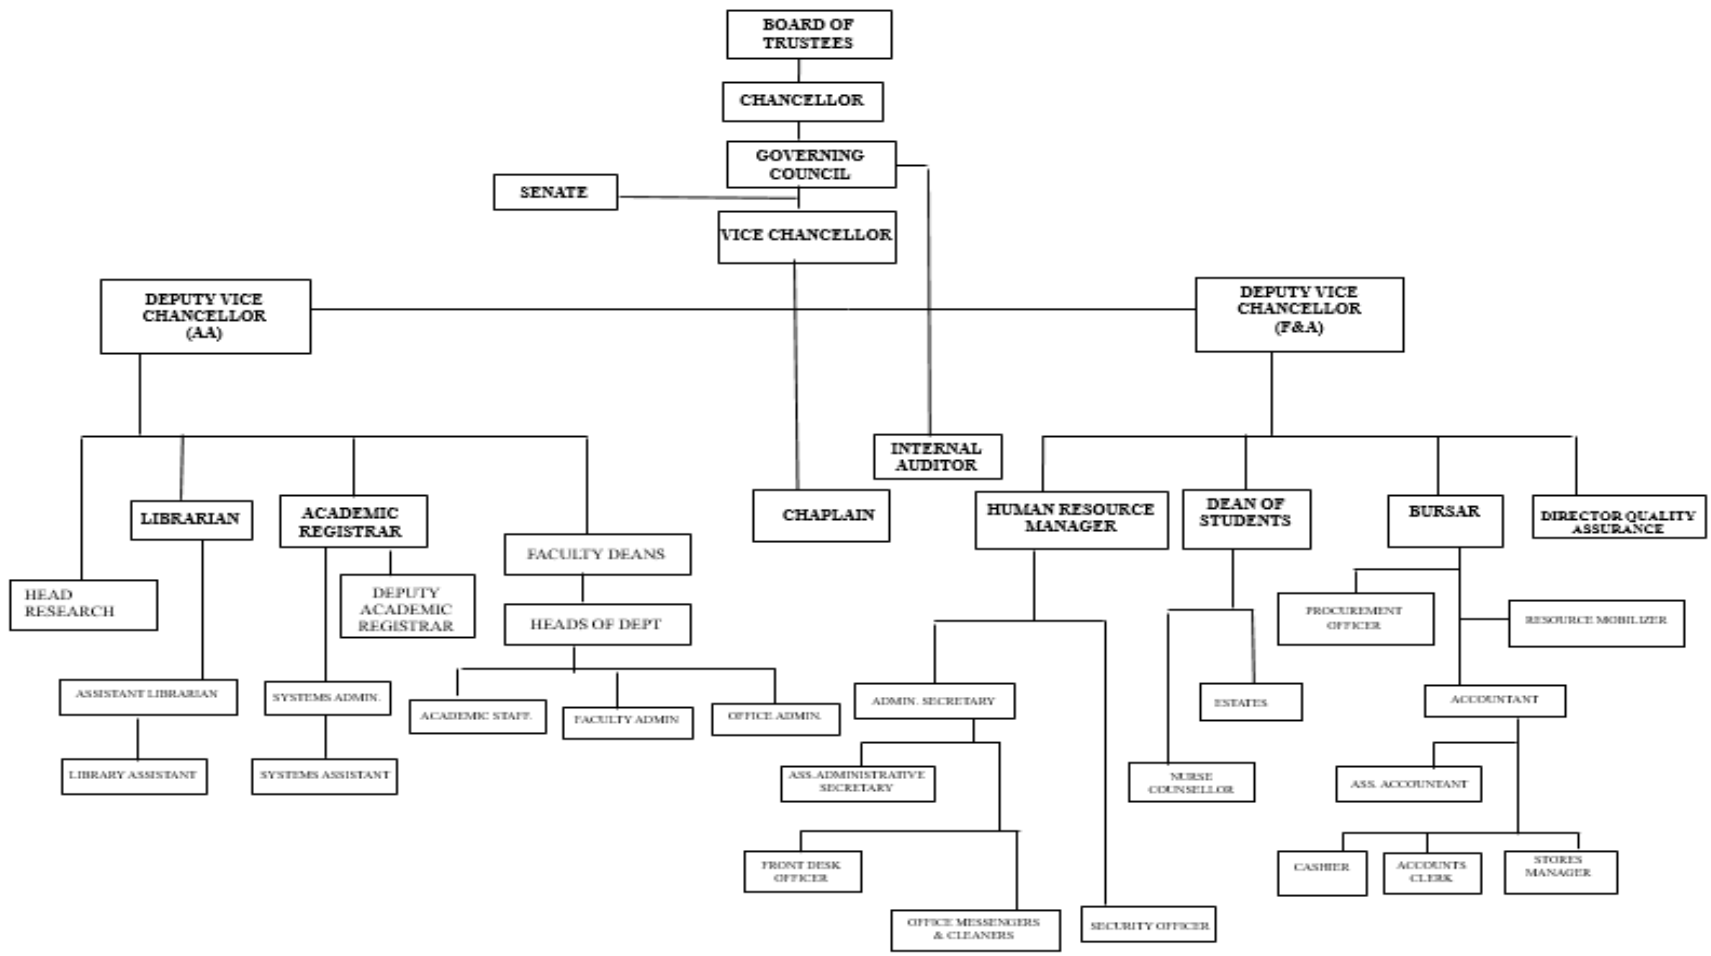 BOARD OF
TRUSTEES
CHANCELLOR
GOVERNING
COUNCIL
SENATE
VICE CHANCELLOR
DEPUTY VICE
CHANCELLOR
(AA)
DEPUTY VICE
CHANCELLOR
(F&A)
INTERNAL
AUDITOR
LIBRARIAN
ACADEMIC
REGISTRAR
CHAPLAIN
HUMAN RESOURCE
MANAGER
DEAN OF
STUDENTS
BURSAR
DIRECTOR QUALITY
ASSURANCE
FACULTY DEANS
HEAD
RESEARCH
DEPUTY
ACADEMIC
REGISTRAR
HEADS OF DEPT
PROCUREMENT
OFFICER
RESOURCE MOBILIZER
ASSISTANT LIBRARIAN
SYSTEMS ADMIN.
ACADEMIC STAFF.
FACULTY ADMIN
OFFICE ADMIN.
ADMIN. SECRETARY
ESTATES
ACCOUNTANT
LIBRARY ASSISTANT
SYSTEMS ASSISTANT
ASS.ADMINISTRATIVE
SECRETARY
NURSE
COUNSELLOR
ASS. ACCOUNTANT
FRONT DESK
OFFICER
CASHIER
ACCOUNTS
CLERK
STORES
MANAGER
OFFICE MESSENGERS
& CLEANERS
SECURITY OFFICER